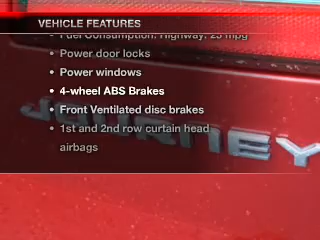 VEHICLE FEATURES
• Fuel Consumption: Highway: 25 mpg
• Power door locks
• Power windows
• 4-wheel ABS Brakes
• Front Ventilated disc brakes
• 1st and 2nd row curtain head
airbags
JOURNEY